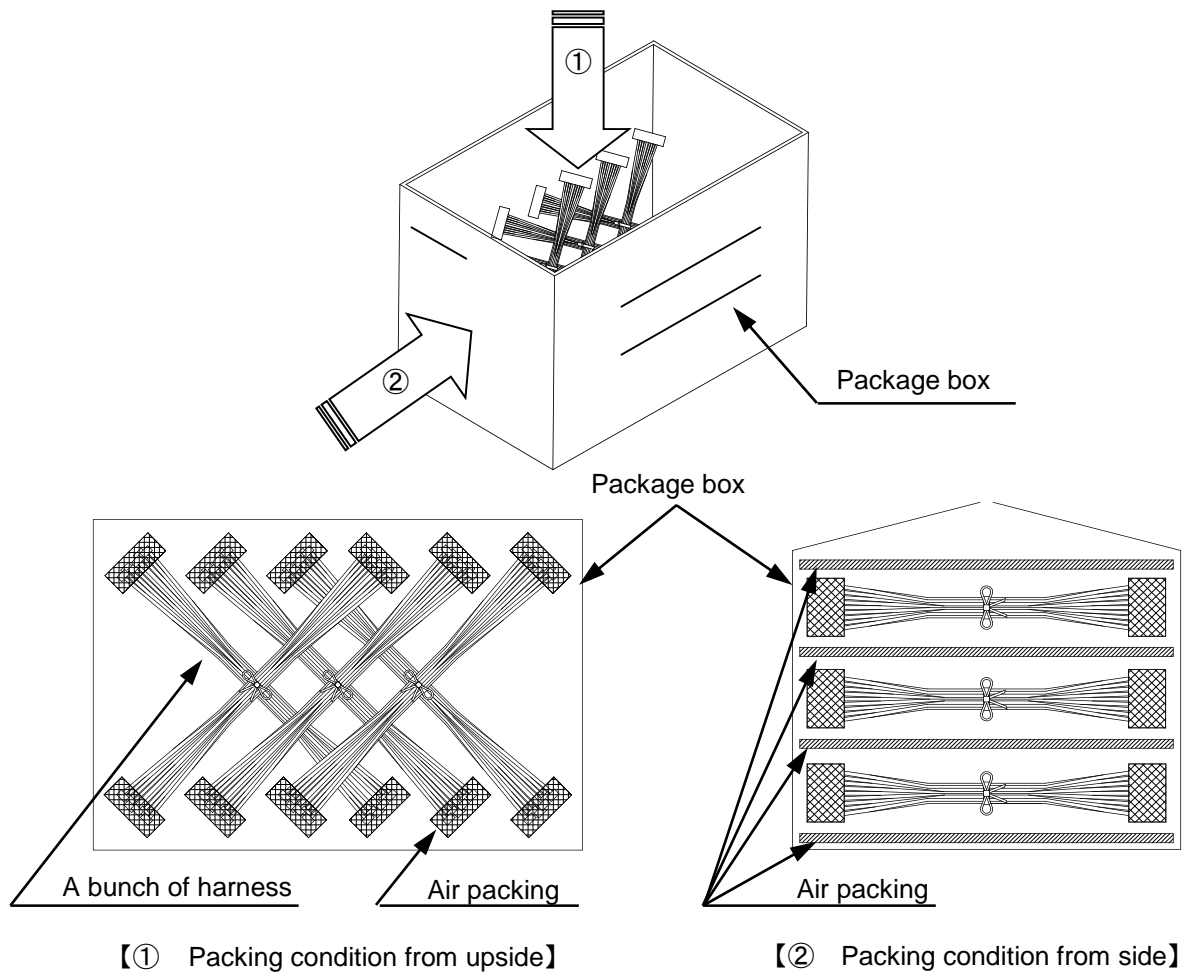 ①
②
Package box
Package box
A bunch of harness
Air packing
Air packing
【① Packing condition from upside】
【② Packing condition from side】